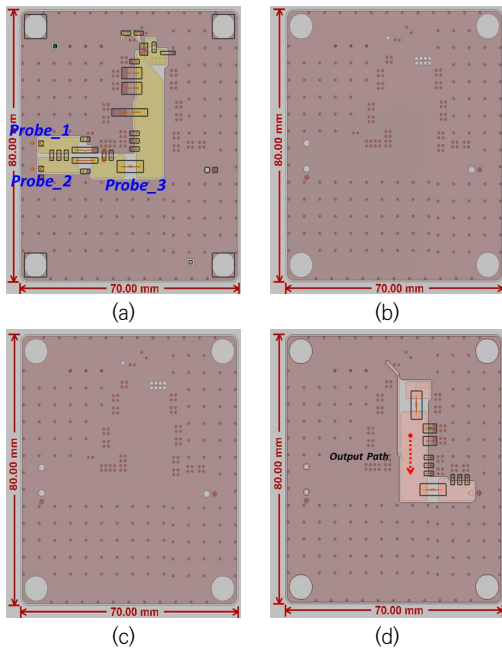 Probe_1
Probe_2
Probe_3
80.00 mm
70.00 mm
(a)
80.00 mm
70.00 mm
(b)
80.00 mm
70.00 mm
(c)
Output Path
80.00 mm
70.00 mm
(d)